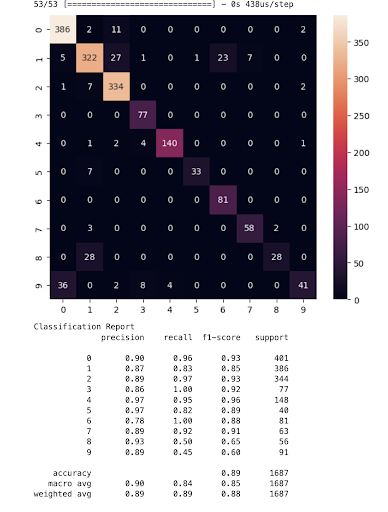 53/53 [==============================] - 0s 438us/step
0 386 2 11 0 0 0 0 0 0 2
1 5 322 27 1 0 1 23 7 0 0
2 1 7 334 0 0 0 0 0 0 2
3 0 0 0 77 0 0 0 0 0 0
4 0 1 2 4 140 0 0 0 0 1
5 0 7 0 0 0 33 0 0 0 0
6 0 0 0 0 0 0 81 0 0 0
7 0 3 0 0 0 0 0 58 2 0
8 0 28 0 0 0 0 0 0 28 0
9 36 0 2 8 4 0 0 0 0 41
0 1 2 3 4 5 6 7 8 9
350
300
250
200
150
100
50
0
Classification Report
precision recall f1-score support
0 0.90 0.96 0.93 401
1 0.87 0.83 0.85 386
2 0.89 0.97 0.93 344
3 0.86 1.00 0.92 77
4 0.97 0.95 0.96 148
5 0.97 0.82 0.89 40
6 0.78 1.00 0.88 81
7 0.89 0.92 0.91 63
8 0.93 0.50 0.65 56
9 0.89 0.45 0.60 91
accuracy 0.89 1687
macro avg 0.90 0.84 0.85 1687
weighted avg 0.89 0.89 0.88 1687